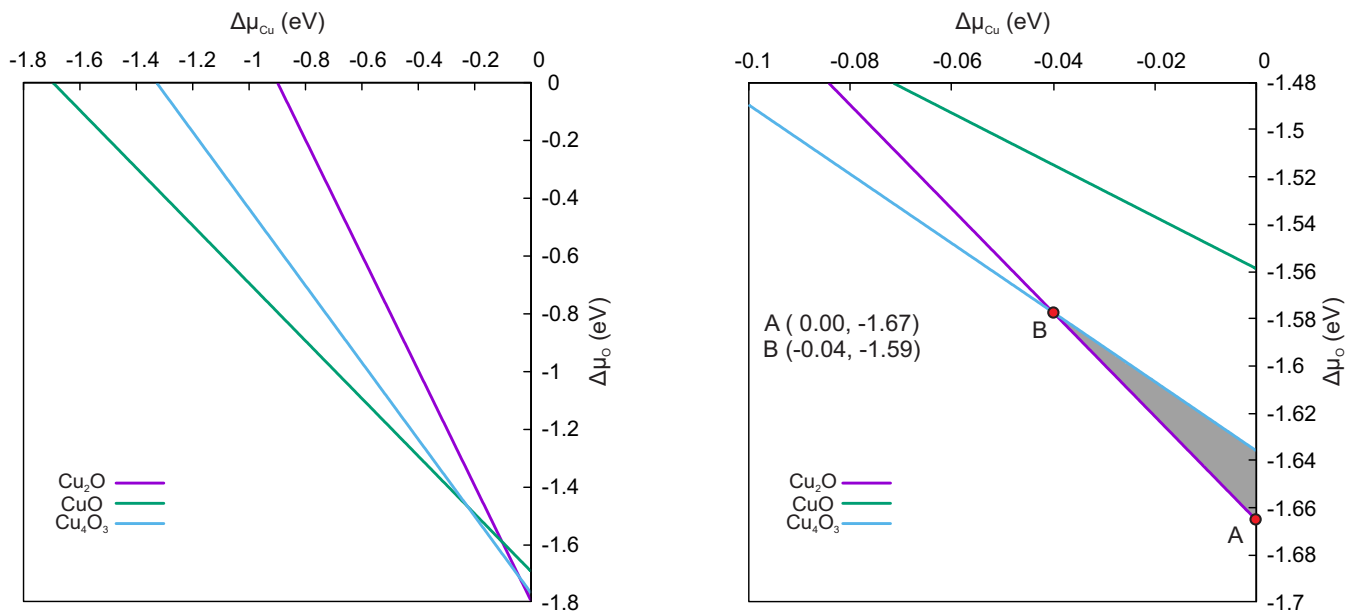 ΔμCu (eV)
-1.8 -1.6 -1.4 -1.2 -1 -0.8 -0.6 -0.4 -0.2 0
0
-0.2
-0.4
-0.6
-0.8
-1
-1.2
-1.4
-1.6
-1.8
ΔμO (eV)
Cu2O
CuO
Cu4O3
ΔμCu (eV)
-0.1 -0.08 -0.06 -0.04 -0.02 0
-1.48
-1.5
-1.52
-1.54
-1.56
-1.58
-1.6
-1.62
-1.64
-1.66
-1.68
-1.7
ΔμO (eV)
A ( 0.00, -1.67)
B (-0.04, -1.59)
B
A
Cu2O
CuO
Cu4O3